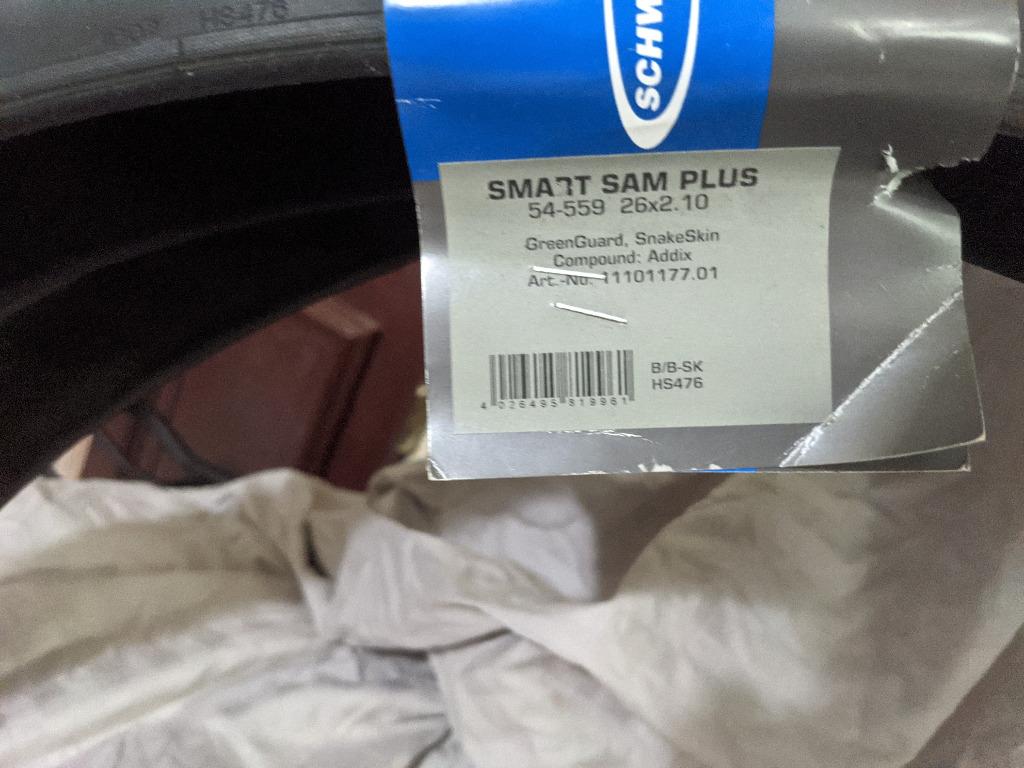 HS476
SCHW
SMART SAM PLUS
54-559 26x2.10
GreenGuard, SnakeSkin
Compound: Addix
Art.-No. 11101177.01
B/B-SK
HS476
4 026495 819961